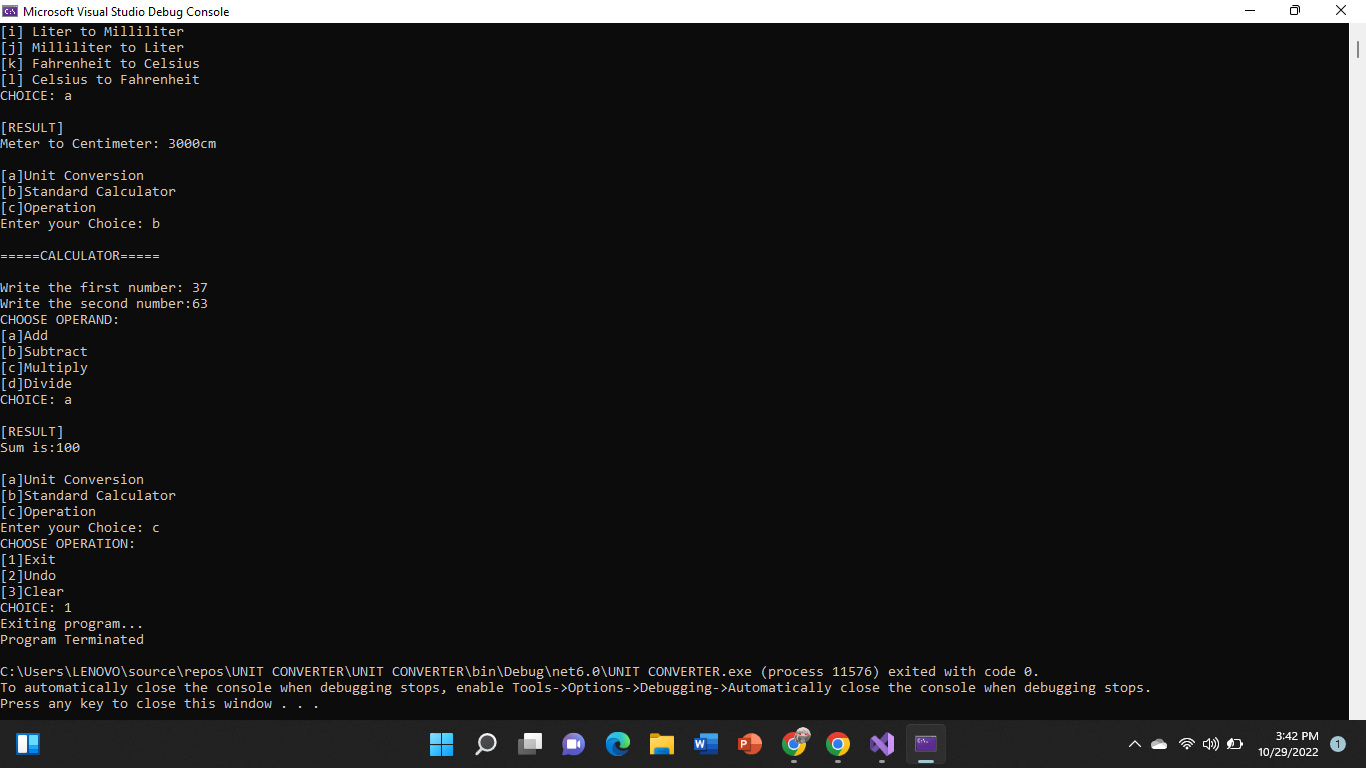 Microsoft Visual Studio Debug Console
[i] Liter to Milliliter
[j] Milliliter to Liter
[k] Fahrenheit to Celsius
[l] Celsius to Fahrenheit
CHOICE: a
[RESULT]
Meter to Centimeter: 3000cm
[a]Unit Conversion
[b]Standard Calculator
[c]Operation
Enter your Choice: b
=====CALCULATOR=====
Write the first number: 37
Write the second number:63
CHOOSE OPERAND:
[a]Add
[b]Subtract
[c]Multiply
[d]Divide
CHOICE: a
[RESULT]
Sum is:100
[a]Unit Conversion
[b]Standard Calculator
[c]Operation
Enter your Choice: c
CHOOSE OPERATION:
[1]Exit
[2]Undo
[3]Clear
CHOICE: 1
Exiting program...
Program Terminated
C:\Users\LENOVO\source\repos\UNIT CONVERTER\UNIT CONVERTER\bin\Debug\net6.0\UNIT CONVERTER.exe (process 11576) exited with code 0.
To automatically close the console when debugging stops, enable Tools->Options->Debugging->Automatically close the console when debugging stops.
Press any key to close this window . . .
3:42 PM
10/29/2022
1